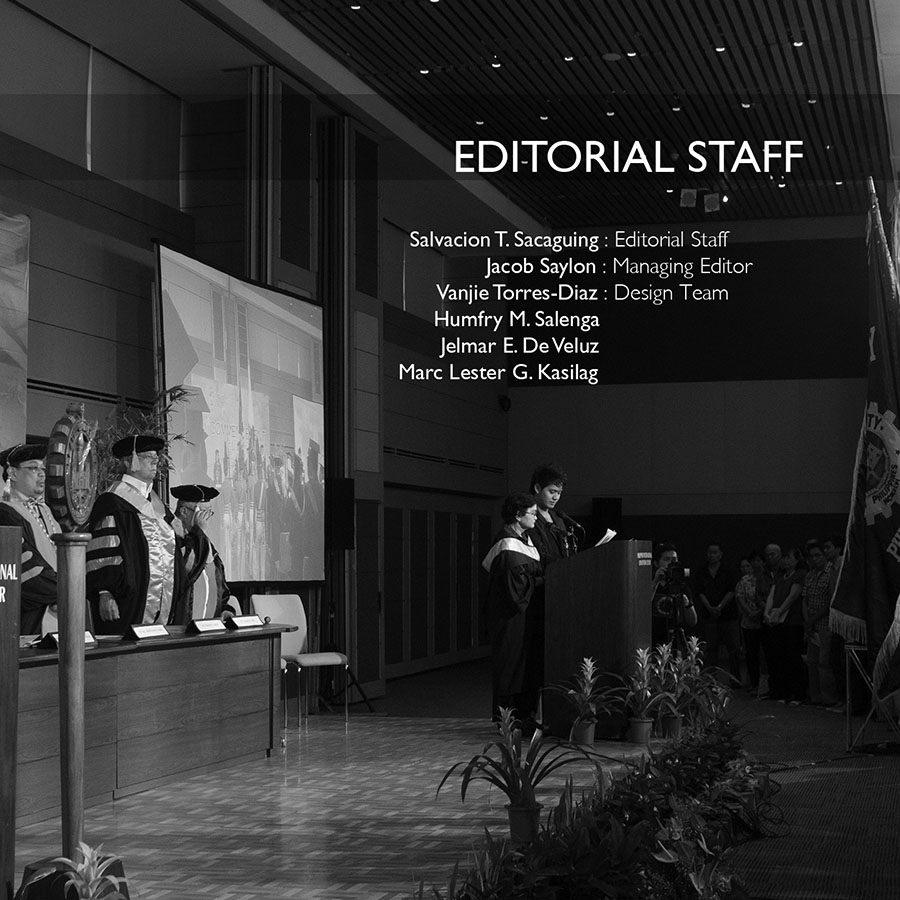 EDITORIAL STAFF
Salvacion T. Sacaguing : Editorial Staff
Jacob Saylon : Managing Editor
Vanjie Torres-Diaz : Design Team
Humfry M. Salenga
Jelmar E. De Veluz
Marc Lester G. Kasilag